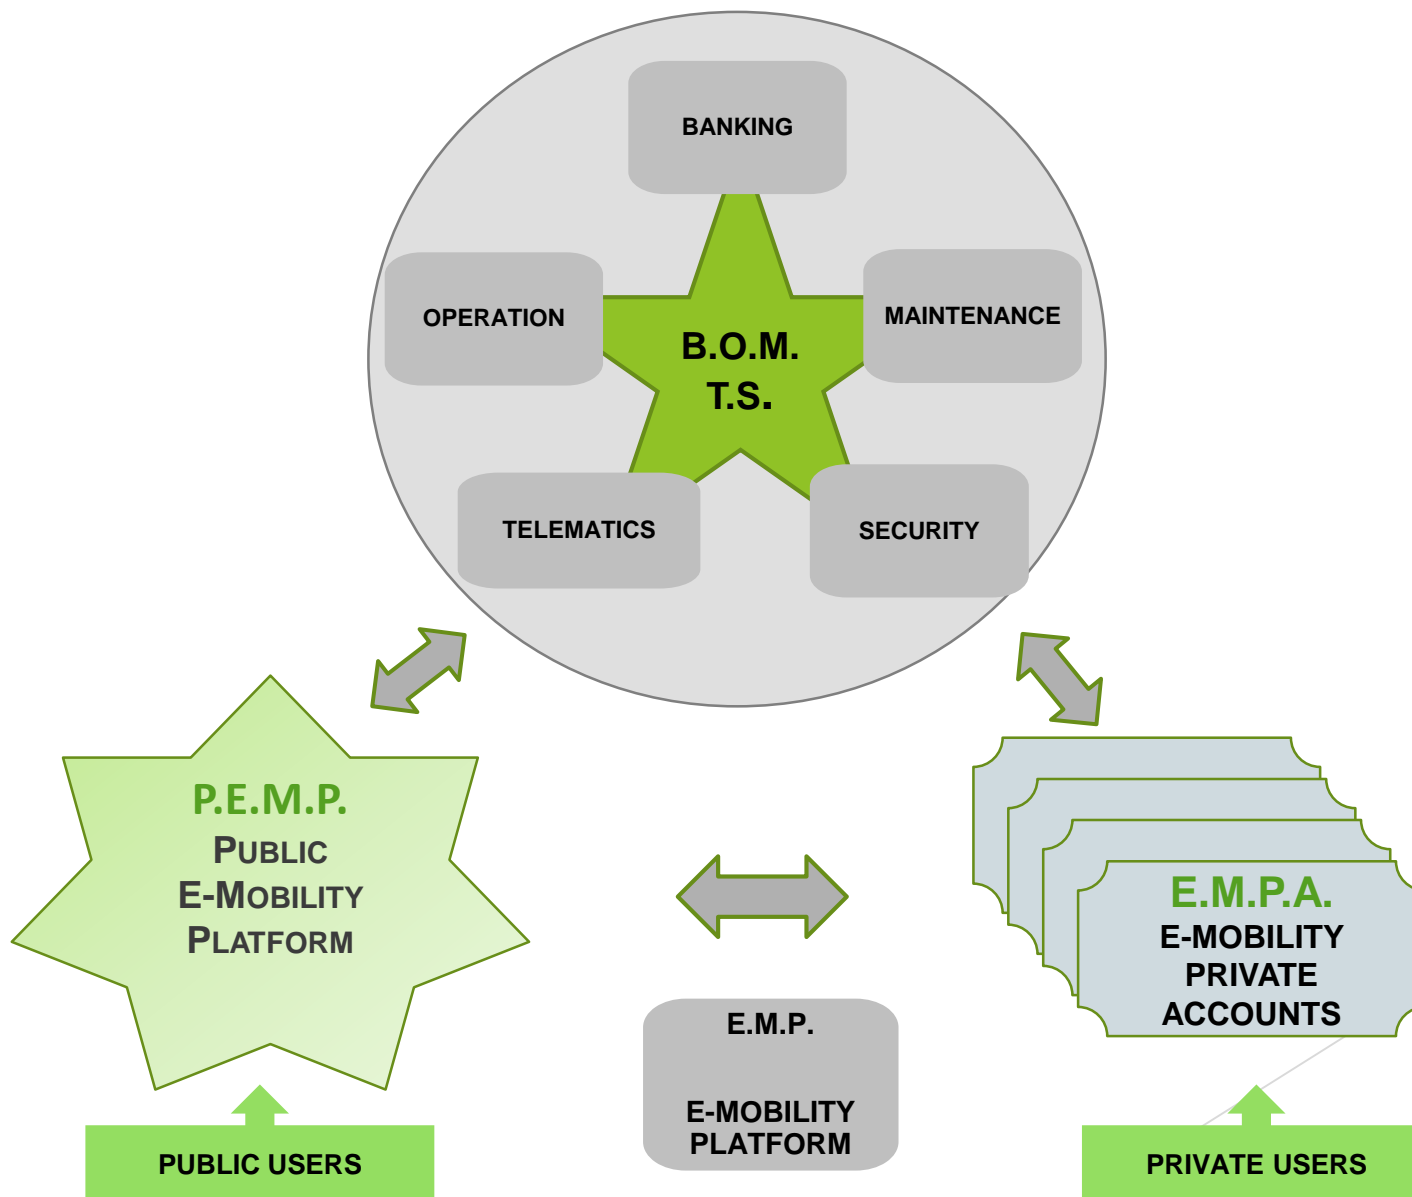 BANKING
OPERATION
MAINTENANCE
B.O.M.
T.S.
TELEMATICS
SECURITY
P.E.M.P.
PUBLIC
E-MOBILITY
PLATFORM
E.M.P.A.
E-MOBILITY
PRIVATE
ACCOUNTS
E.M.P.
E-MOBILITY
PLATFORM
PUBLIC USERS
PRIVATE USERS